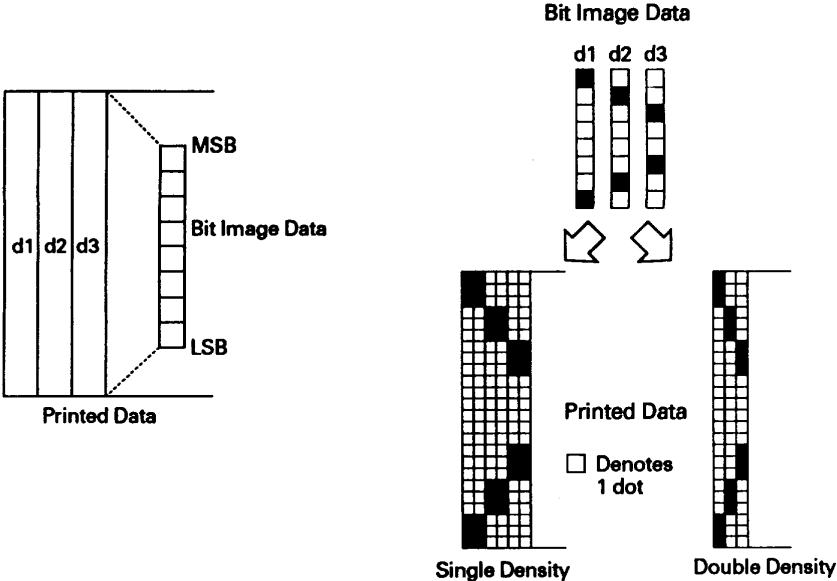 d1 d2 d3
MSB
Bit Image Data
LSB
Printed Data
Bit Image Data
d1 d2 d3
Printed Data
Denotes
1 dot
Single Density
Double Density